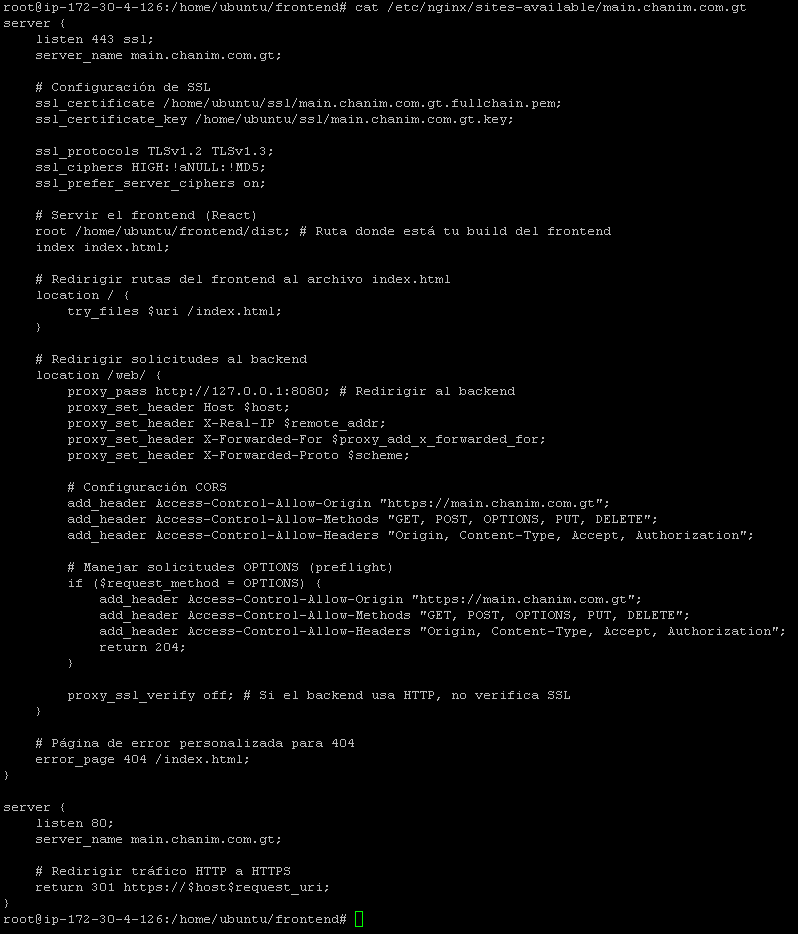 root@ip-172-30-4-126:/home/ubuntu/frontend# cat /etc/nginx/sites-available/main.chanim.com.gt
server {
    listen 443 ssl;
    server_name main.chanim.com.gt;

    # Configuración de SSL
    ssl_certificate /home/ubuntu/ssl/main.chanim.com.gt.fullchain.pem;
    ssl_certificate_key /home/ubuntu/ssl/main.chanim.com.gt.key;

    ssl_protocols TLSv1.2 TLSv1.3;
    ssl_ciphers HIGH:!aNULL:!MD5;
    ssl_prefer_server_ciphers on;

    # Servir el frontend (React)
    root /home/ubuntu/frontend/dist; # Ruta donde está tu build del frontend
    index index.html;

    # Redirigir rutas del frontend al archivo index.html
    location / {
        try_files $uri /index.html;
    }

    # Redirigir solicitudes al backend
    location /web/ {
        proxy_pass http://127.0.0.1:8080; # Redirigir al backend
        proxy_set_header Host $host;
        proxy_set_header X-Real-IP $remote_addr;
        proxy_set_header X-Forwarded-For $proxy_add_x_forwarded_for;
        proxy_set_header X-Forwarded-Proto $scheme;

        # Configuración CORS
        add_header Access-Control-Allow-Origin "https://main.chanim.com.gt";
        add_header Access-Control-Allow-Methods "GET, POST, OPTIONS, PUT, DELETE";
        add_header Access-Control-Allow-Headers "Origin, Content-Type, Accept, Authorization";

        # Manejar solicitudes OPTIONS (preflight)
        if ($request_method = OPTIONS) {
            add_header Access-Control-Allow-Origin "https://main.chanim.com.gt";
            add_header Access-Control-Allow-Methods "GET, POST, OPTIONS, PUT, DELETE";
            add_header Access-Control-Allow-Headers "Origin, Content-Type, Accept, Authorization";
            return 204;
        }

        proxy_ssl_verify off; # Si el backend usa HTTP, no verifica SSL
    }

    # Página de error personalizada para 404
    error_page 404 /index.html;
}

server {
    listen 80;
    server_name main.chanim.com.gt;

    # Redirigir tráfico HTTP a HTTPS
    return 301 https://$host$request_uri;
}
root@ip-172-30-4-126:/home/ubuntu/frontend#